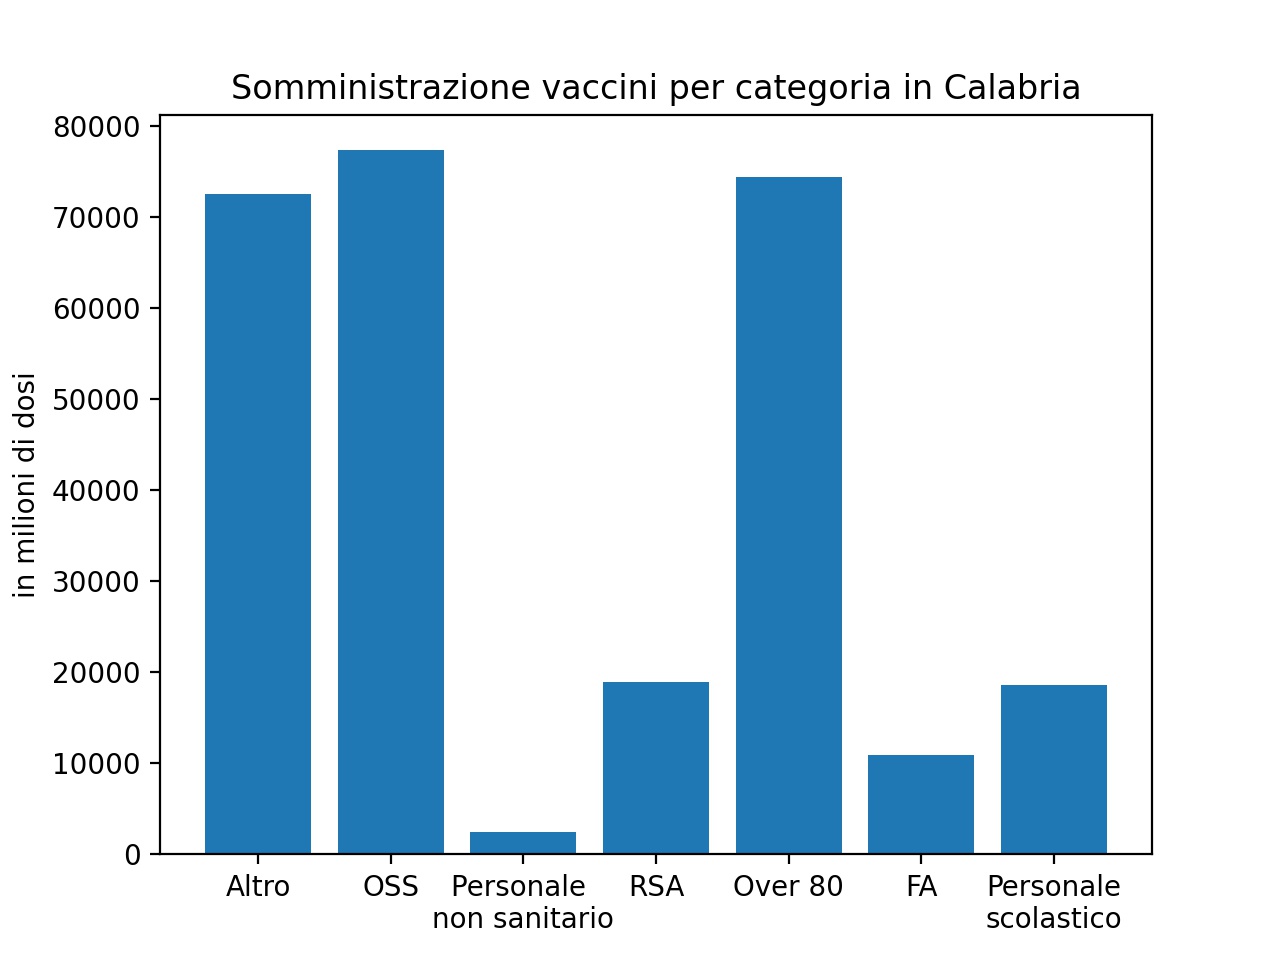 Somministrazione vaccini per categoria in Calabria
in milioni di dosi
80000
70000
60000
50000
40000
30000
20000
10000
0
Altro
OSS
Personale
non sanitario
RSA
Over 80
FA
Personale
scolastico